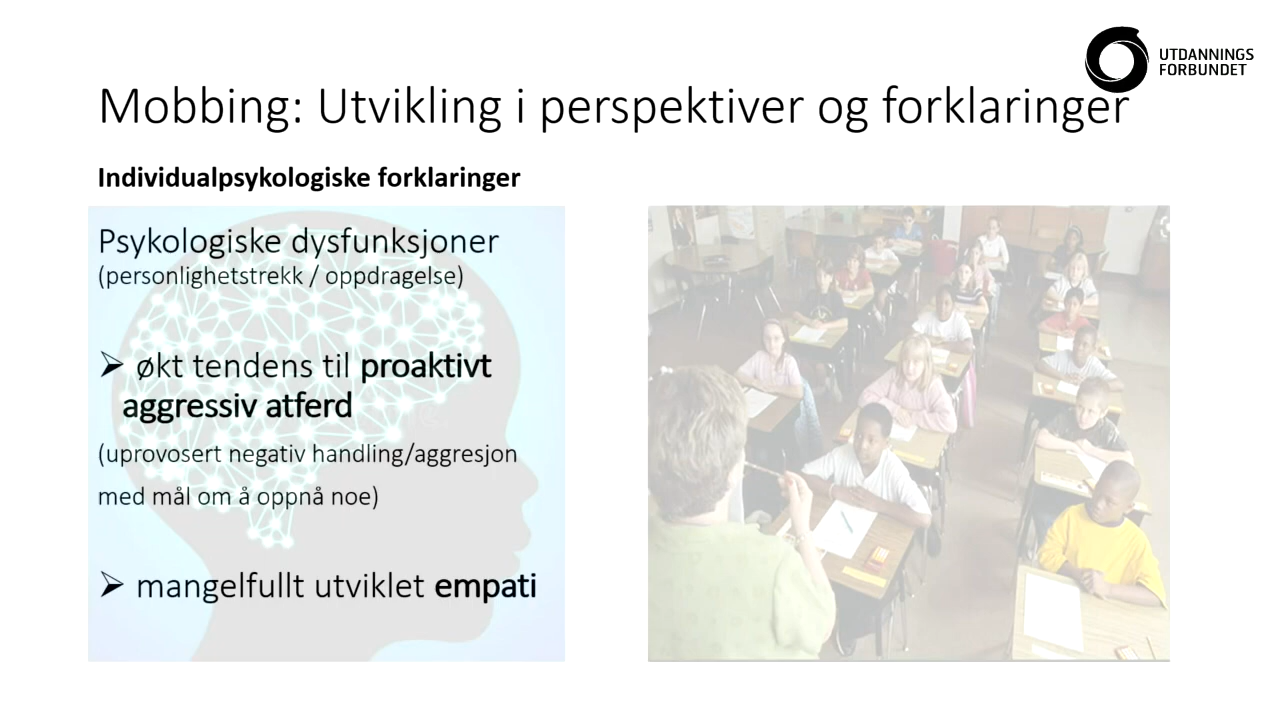 UTDANNINGS
FORBUNDET
Mobbing: Utvikling i perspektiver og forklaringer
Individualpsykologiske forklaringer
Psykologiske dysfunksjoner
(personlighetstrekk / oppdragelse)
➢ økt tendens til proaktivt
aggressiv atferd
(uprovosert negativ handling/aggresjon
med mål om å oppnå noe)
➢ mangelfullt utviklet empati